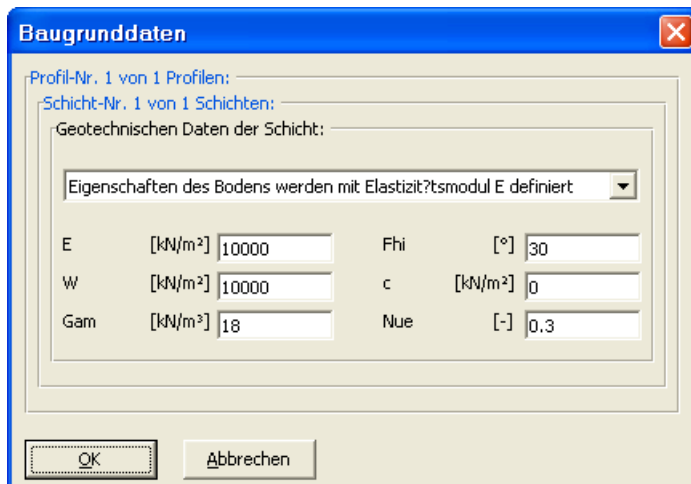 Baugrunddaten
Profil-Nr. 1 von 1 Profilen:
Schicht-Nr. 1 von 1 Schichten:
Geotechnischen Daten der Schicht:
Eigenschaften des Bodens werden mit Elastizit?tsmodul E definiert
E [kN/m²] 10000 Fhi [°] 30
W [kN/m²] 10000 c [kN/m²] 0
Gam [kN/m³] 18 Nue [-] 0.3
OK Abbrechen